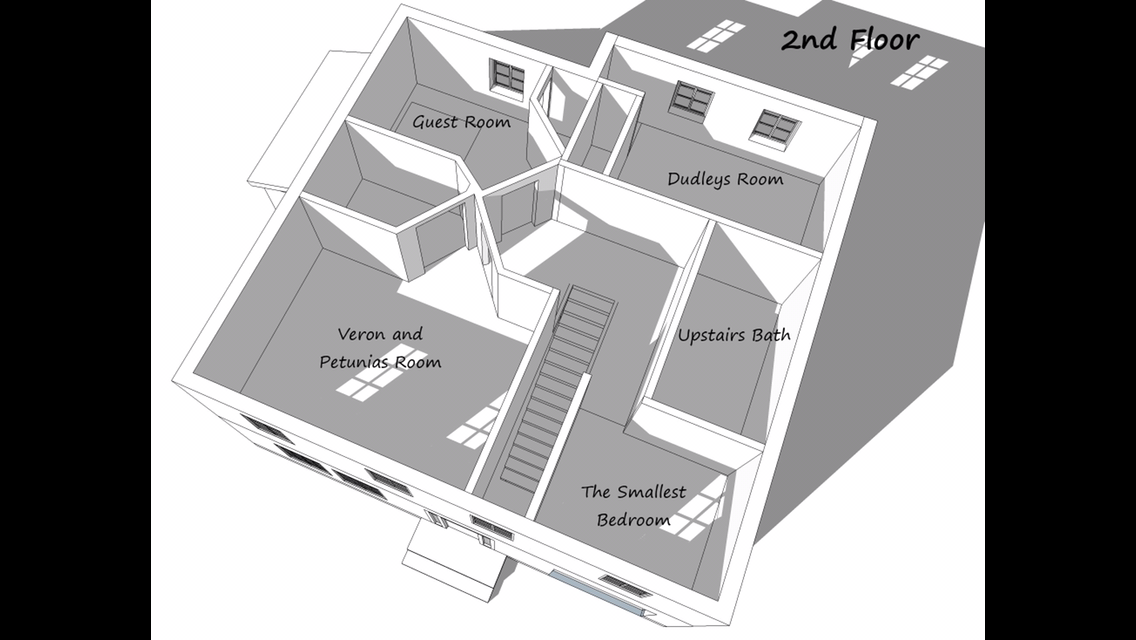 2nd Floor
Guest Room
Dudleys Room
Veron and
Petunias Room
Upstairs Bath
The Smallest
Bedroom